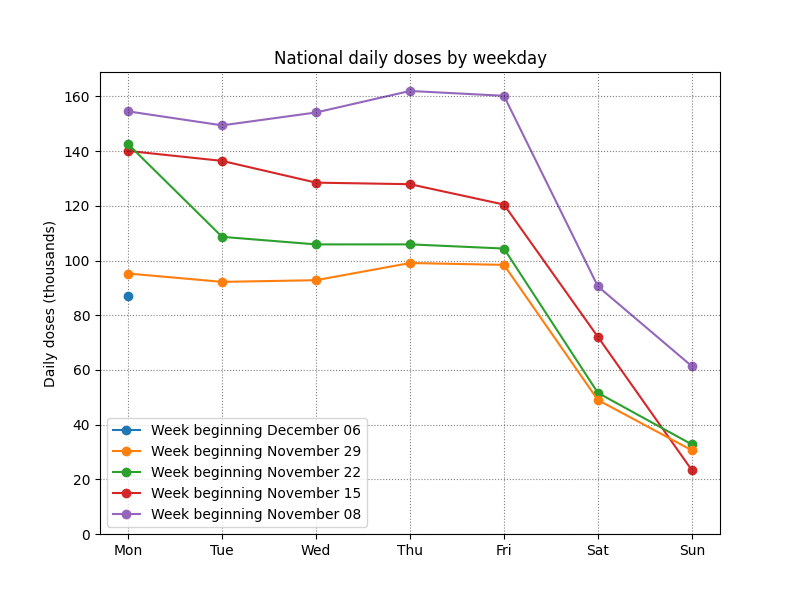 National daily doses by weekday
Daily doses (thousands)
160
140
120
100
80
60
40
20
0
Week beginning December 06
Week beginning November 29
Week beginning November 22
Week beginning November 15
Week beginning November 08
Mon Tue Wed Thu Fri Sat Sun